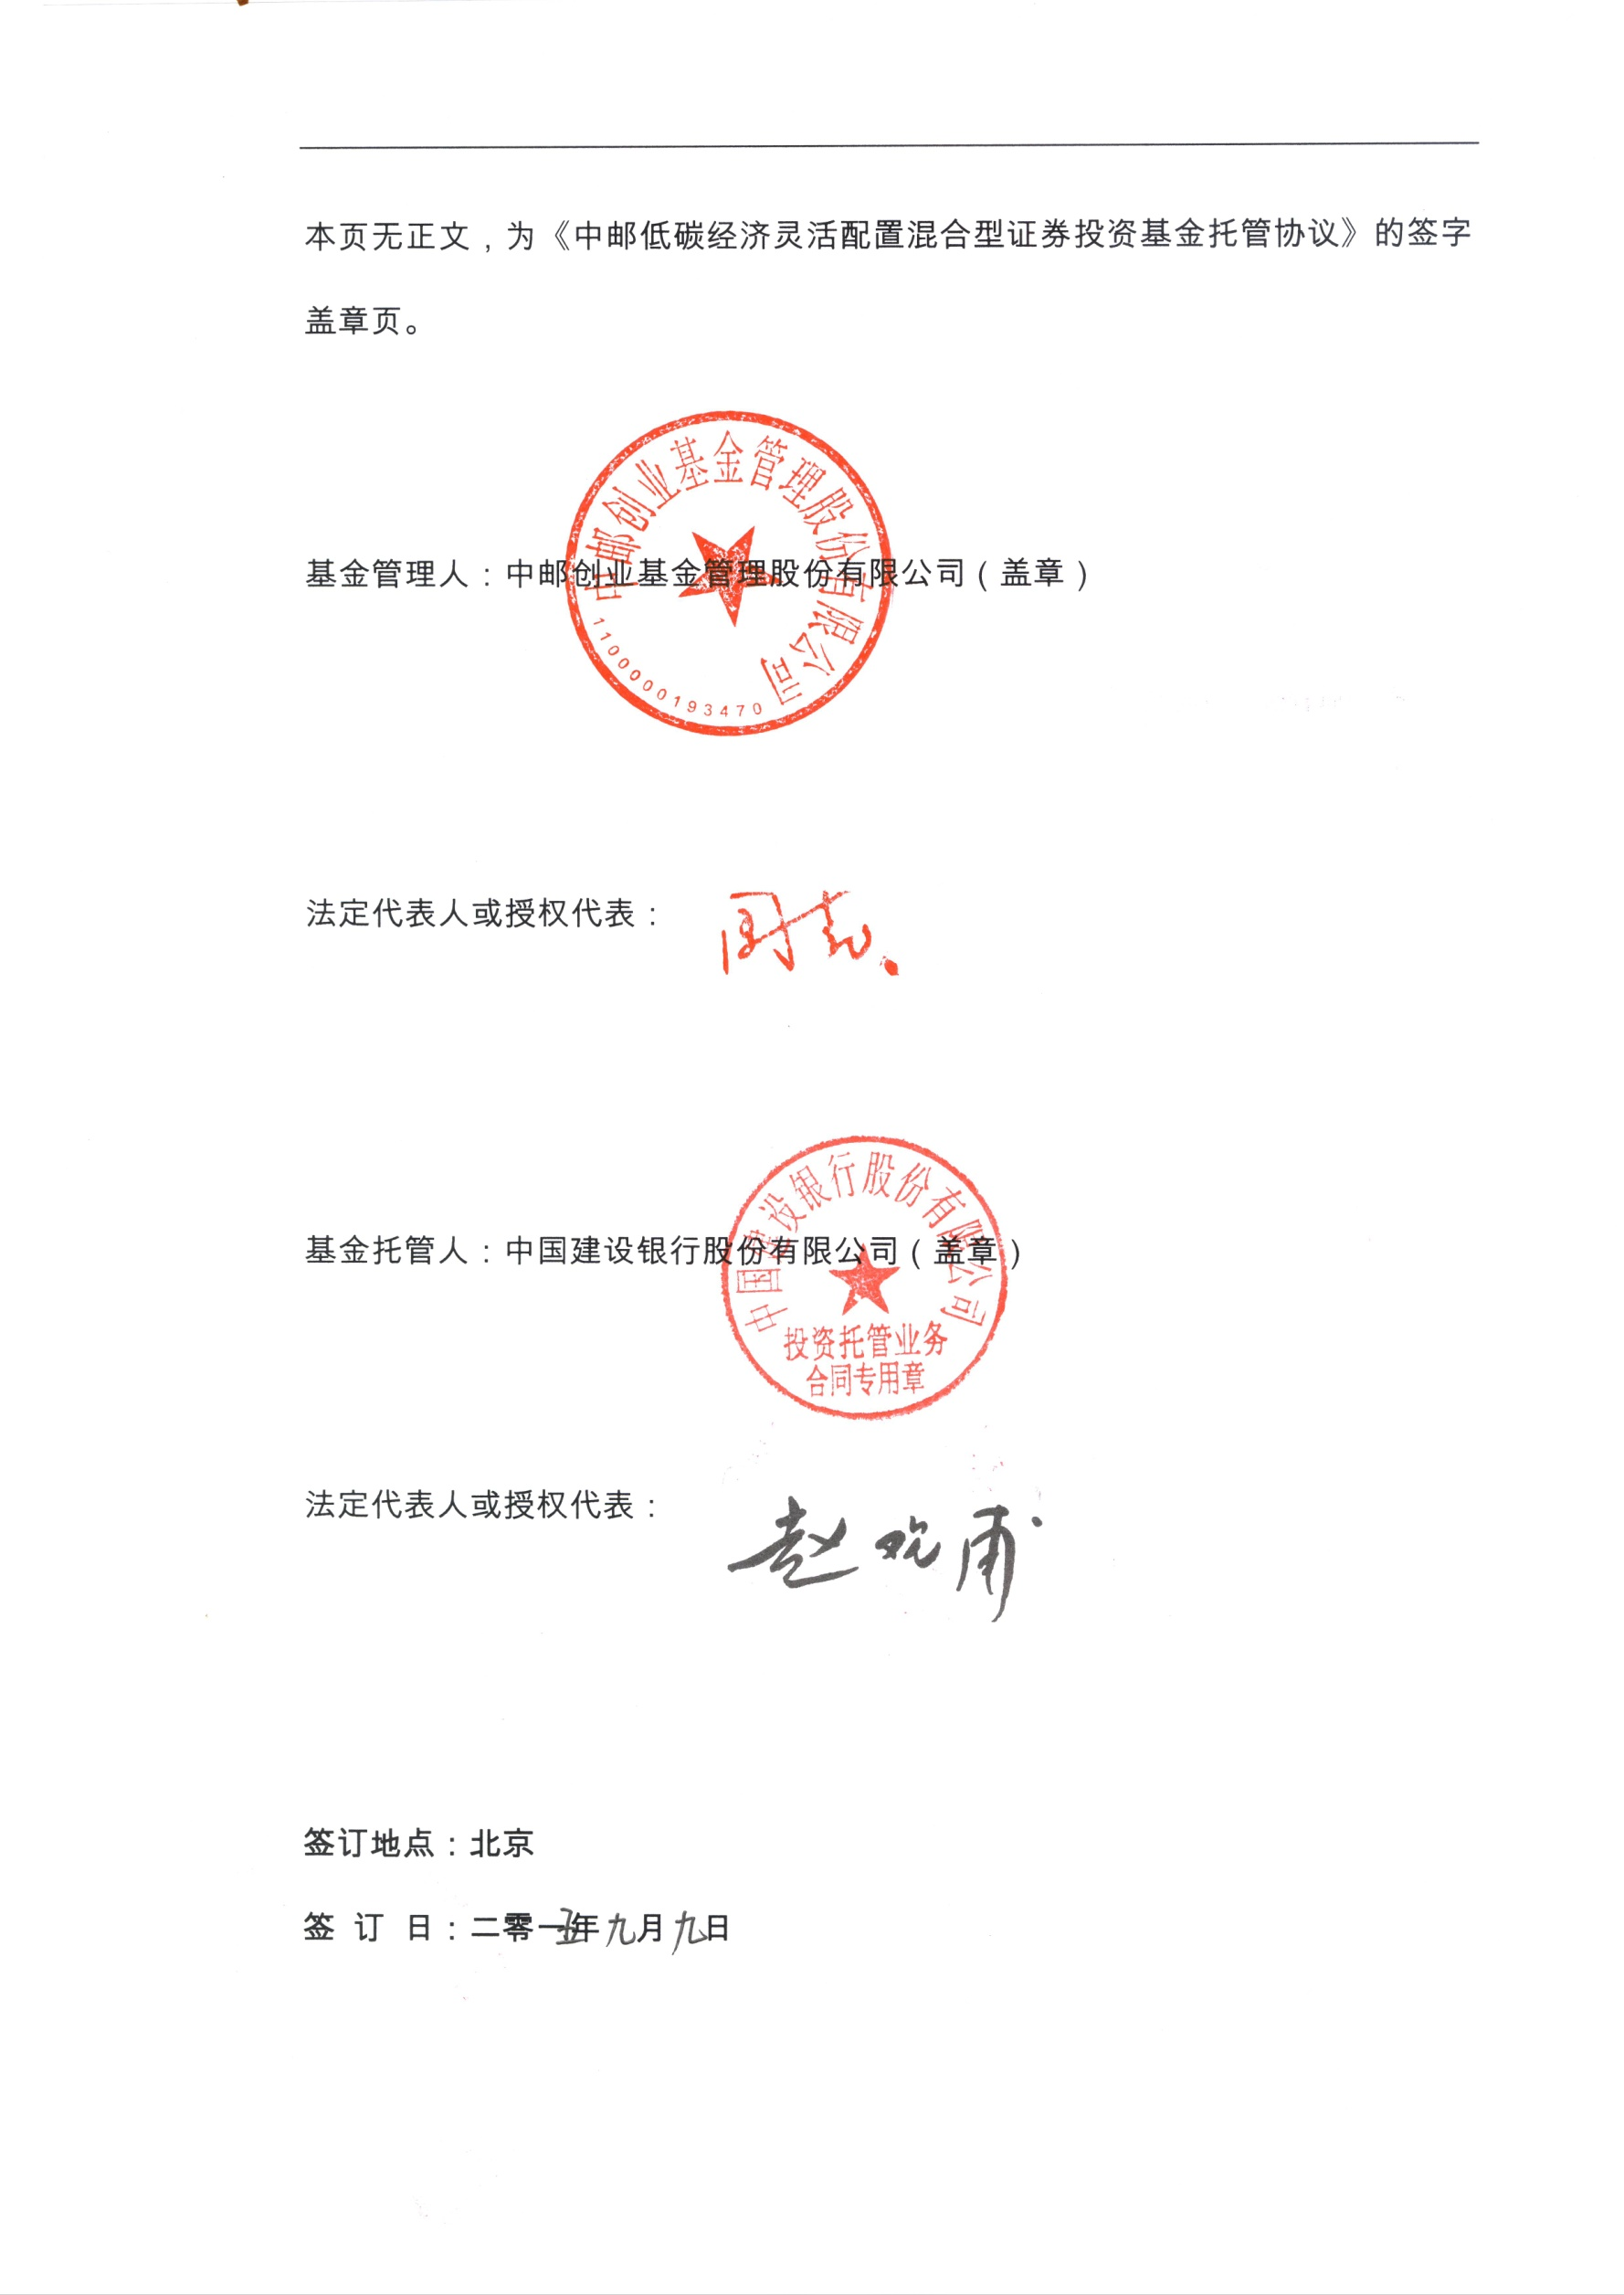 本页无正文，为《中邮低碳经济灵活配置混合型证券投资基金托管协议》的签字
盖章页。
中邮创业基金管理股份有限公司
基金管理人：中邮创业基金管理股份有限公司（盖章）
1100000193470
法定代表人或授权代表：
中国建设银行股份有限公司
基金托管人：中国建设银行股份有限公司（盖章）
投资托管业务
合同专用章
法定代表人或授权代表：
赵观甫
签订地点：北京
签 订 日：二零一五年九月九日